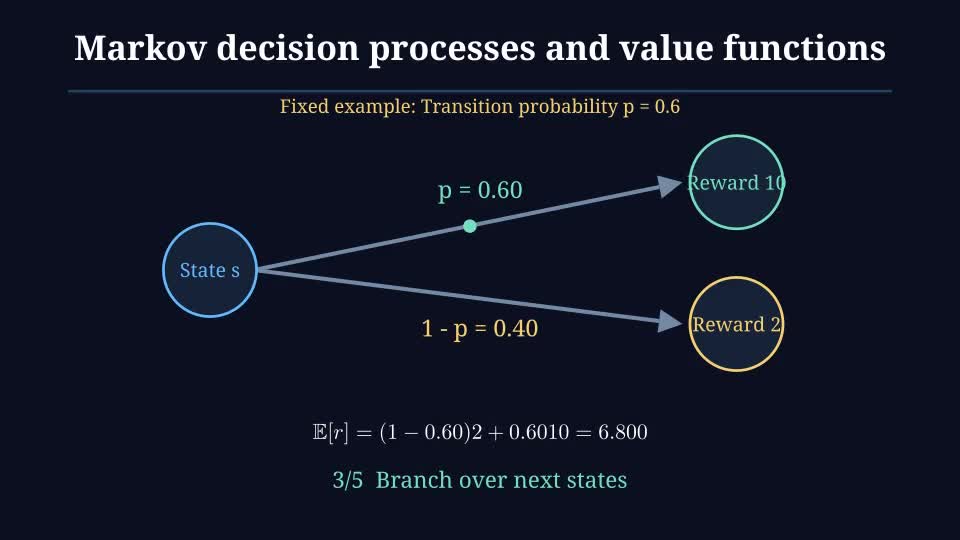 Markov decision processes and value functions
Fixed example: Transition probability p = 0.6
p = 0.60
Reward 10
State s
1 - p = 0.40
Reward 2
𝔼[r] = (1 − 0.60)2 + 0.6010 = 6.800
3/5 Branch over next states